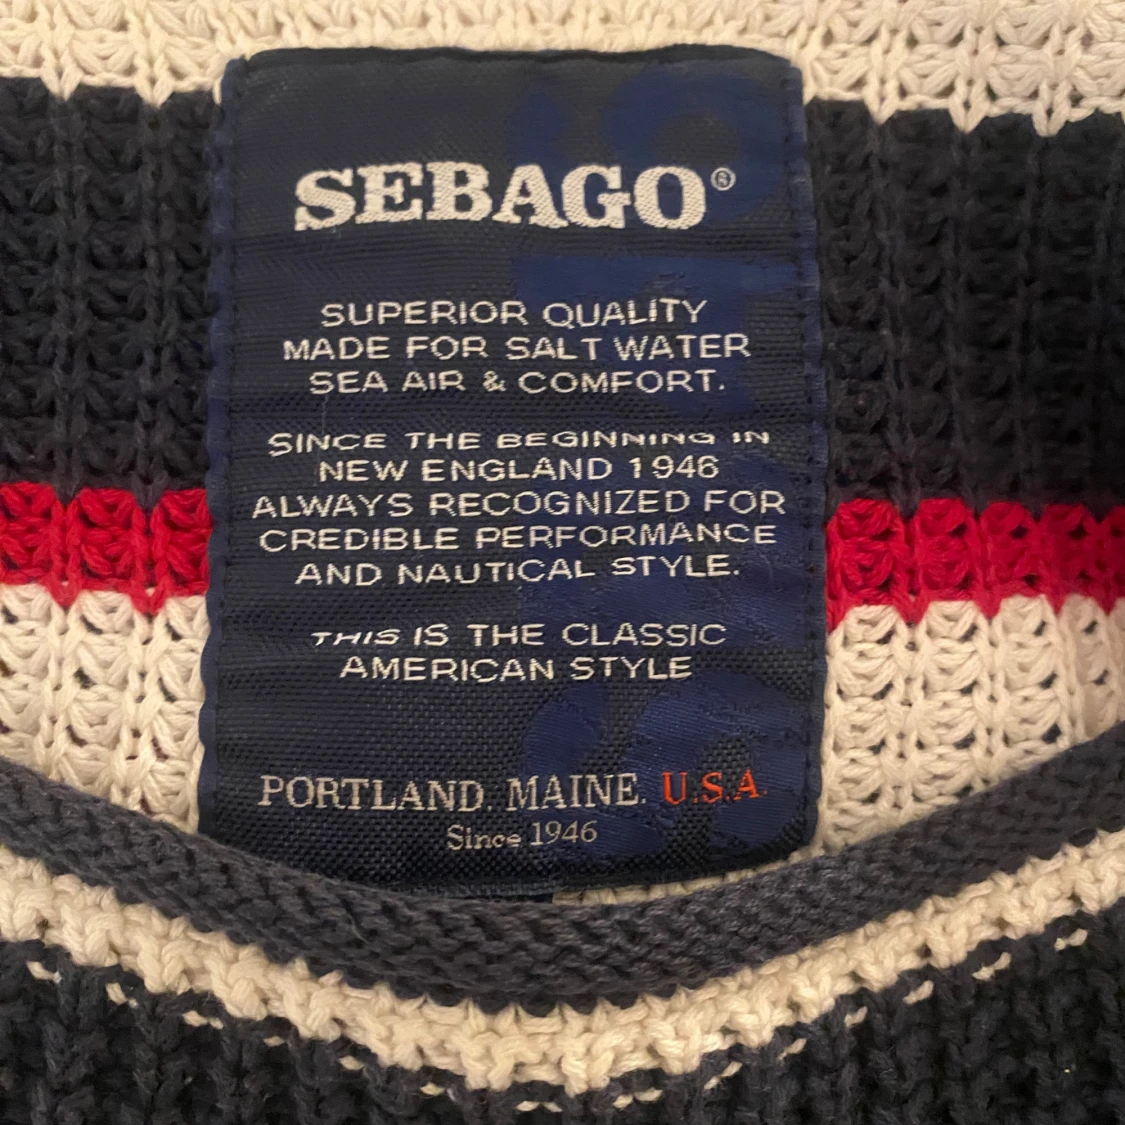 SEBAGO®
SUPERIOR QUALITY
MADE FOR SALT WATER
SEA AIR & COMFORT.
SINCE THE BEGINNING IN
NEW ENGLAND 1946
ALWAYS RECOGNIZED FOR
CREDIBLE PERFORMANCE
AND NAUTICAL STYLE.
THIS IS THE CLASSIC
AMERICAN STYLE
PORTLAND. MAINE. U.S.A.
Since 1946